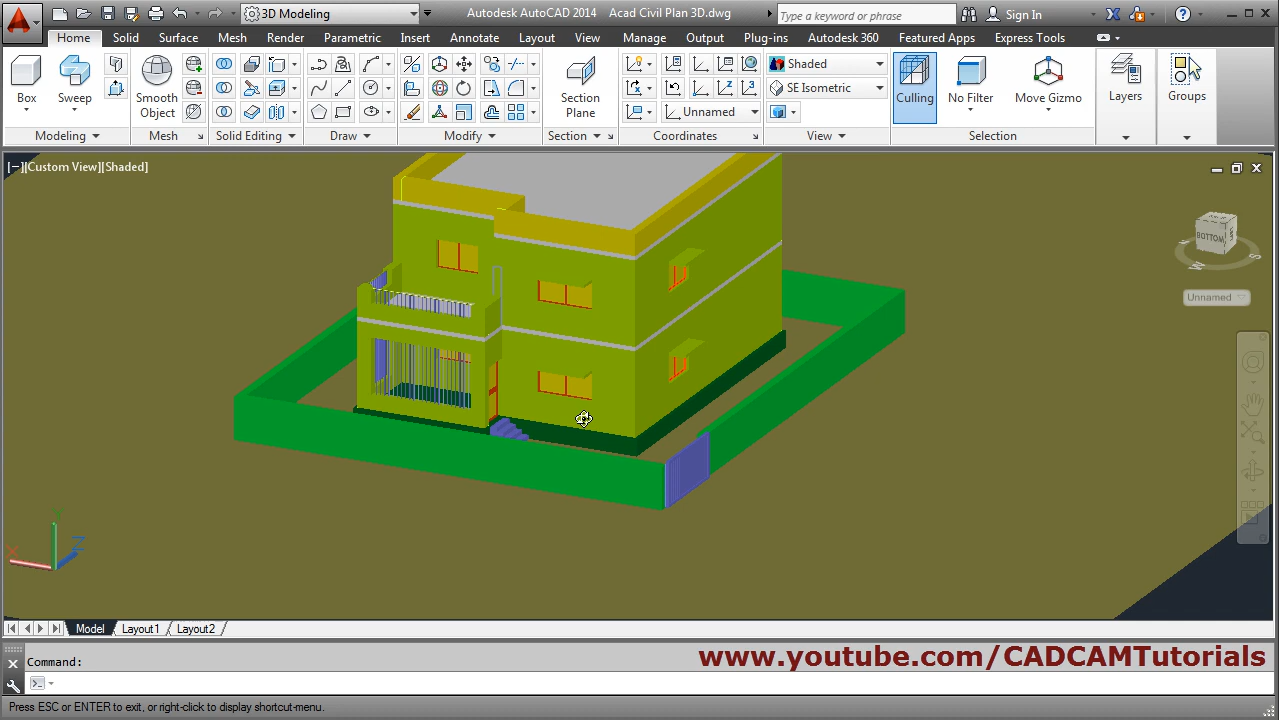 3D Modeling
Autodesk AutoCAD 2014 Acad Civil Plan 3D.dwg
Type a keyword or phrase
Sign In
Home Solid Surface Mesh Render Parametric Insert Annotate Layout View Manage Output Plug-ins Autodesk 360 Featured Apps Express Tools
Box
Sweep
Smooth
Object
Section
Plane
Unnamed
Shaded
SE Isometric
Culling
No Filter
Move Gizmo
Layers
Groups
Modeling Mesh Solid Editing Draw Modify Section Coordinates View Selection
[−][Custom View][Shaded]
BOTTOM
W
S
Unnamed
Y
X
Z
Model Layout1 Layout2
Command:
www.youtube.com/CADCAMTutorials
Press ESC or ENTER to exit, or right-click to display shortcut-menu.